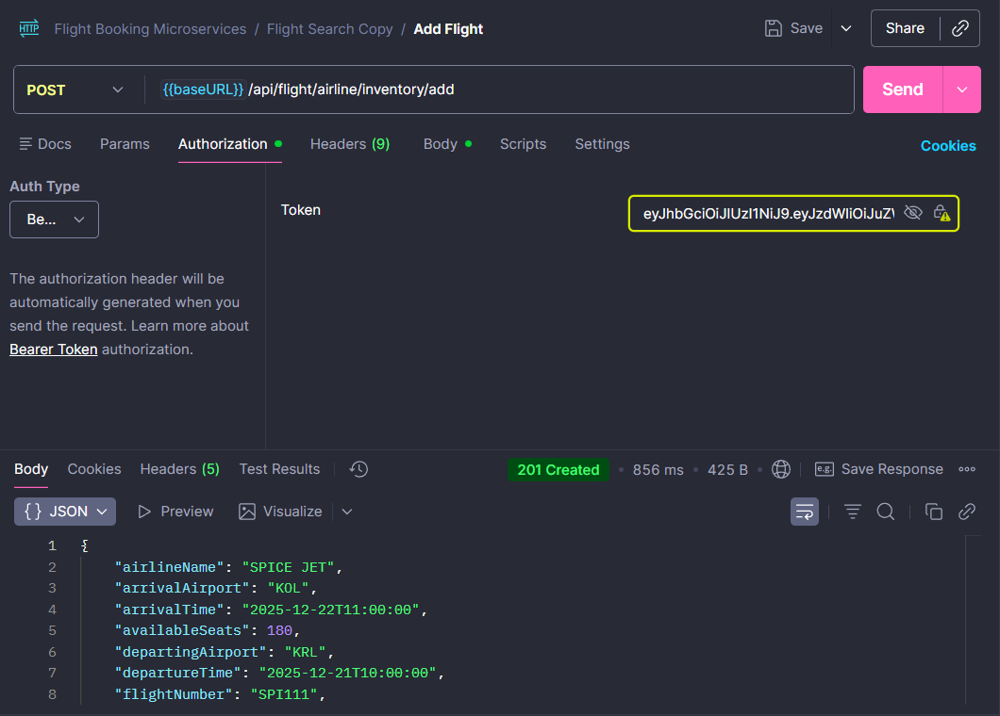 HTTP Flight Booking Microservices / Flight Search Copy / Add Flight Save Share
POST {{baseURL}} /api/flight/airline/inventory/add Send
Docs Params Authorization Headers (9) Body Scripts Settings Cookies
Auth Type
Be...
Token
eyJhbGciOiJIUzI1NiJ9.eyJzdWIiOiJuZV
The authorization header will be
automatically generated when you
send the request. Learn more about
Bearer Token authorization.
Body Cookies Headers (5) Test Results 201 Created • 856 ms • 425 B • e.g. Save Response
{} JSON Preview Visualize
1 {
2 "airlineName": "SPICE JET",
3 "arrivalAirport": "KOL",
4 "arrivalTime": "2025-12-22T11:00:00",
5 "availableSeats": 180,
6 "departingAirport": "KRL",
7 "departureTime": "2025-12-21T10:00:00",
8 "flightNumber": "SPI111",